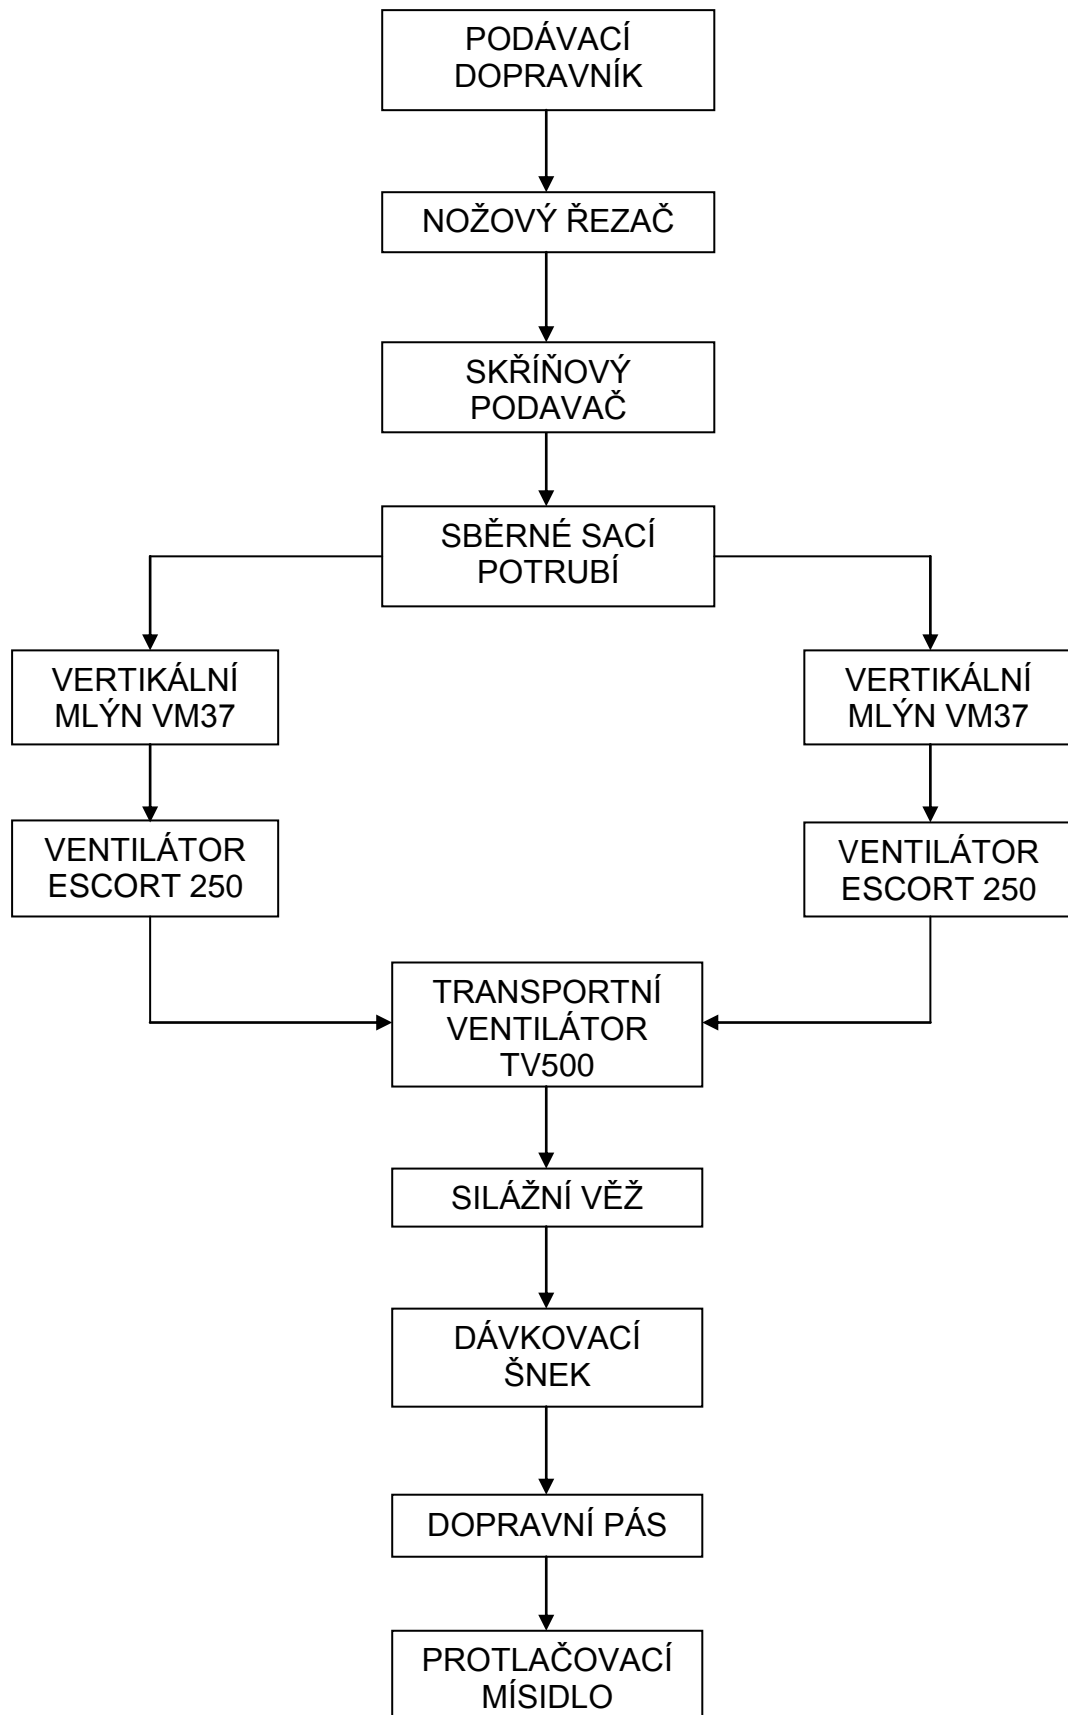 PODÁVACÍ
DOPRAVNÍK
NOŽOVÝ ŘEZAČ
SKŘÍŇOVÝ
PODAVAČ
SBĚRNÉ SACÍ
POTRUBÍ
VERTIKÁLNÍ
MLÝN VM37
VERTIKÁLNÍ
MLÝN VM37
VENTILÁTOR
ESCORT 250
VENTILÁTOR
ESCORT 250
TRANSPORTNÍ
VENTILÁTOR
TV500
SILÁŽNÍ VĚŽ
DÁVKOVACÍ
ŠNEK
DOPRAVNÍ PÁS
PROTLAČOVACÍ
MÍSIDLO